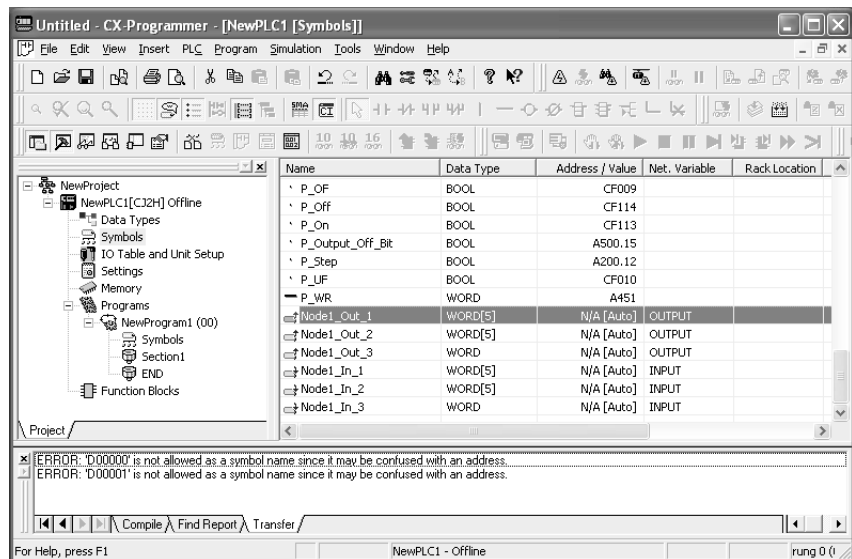 Untitled - CX-Programmer - [NewPLC1 [Symbols]]
File Edit View Insert PLC Program Simulation Tools Window Help
10 10 16
NewProject
NewPLC1[CJ2H] Offline
Data Types
Symbols
IO Table and Unit Setup
Settings
Memory
Programs
NewProgram1 (00)
Symbols
Section1
END
Function Blocks
Project
Name Data Type Address / Value Net. Variable Rack Location
P_OF BOOL CF009
P_Off BOOL CF114
P_On BOOL CF113
P_Output_Off_Bit BOOL A500.15
P_Step BOOL A200.12
P_UF BOOL CF010
P_WR WORD A451
Node1_Out_1 WORD[5] N/A [Auto] OUTPUT
Node1_Out_2 WORD[5] N/A [Auto] OUTPUT
Node1_Out_3 WORD N/A [Auto] OUTPUT
Node1_In_1 WORD[5] N/A [Auto] INPUT
Node1_In_2 WORD[5] N/A [Auto] INPUT
Node1_In_3 WORD N/A [Auto] INPUT
ERROR: 'D00000' is not allowed as a symbol name since it may be confused with an address.
ERROR: 'D00001' is not allowed as a symbol name since it may be confused with an address.
Compile Find Report Transfer
For Help, press F1 NewPLC1 - Offline rung 0 (